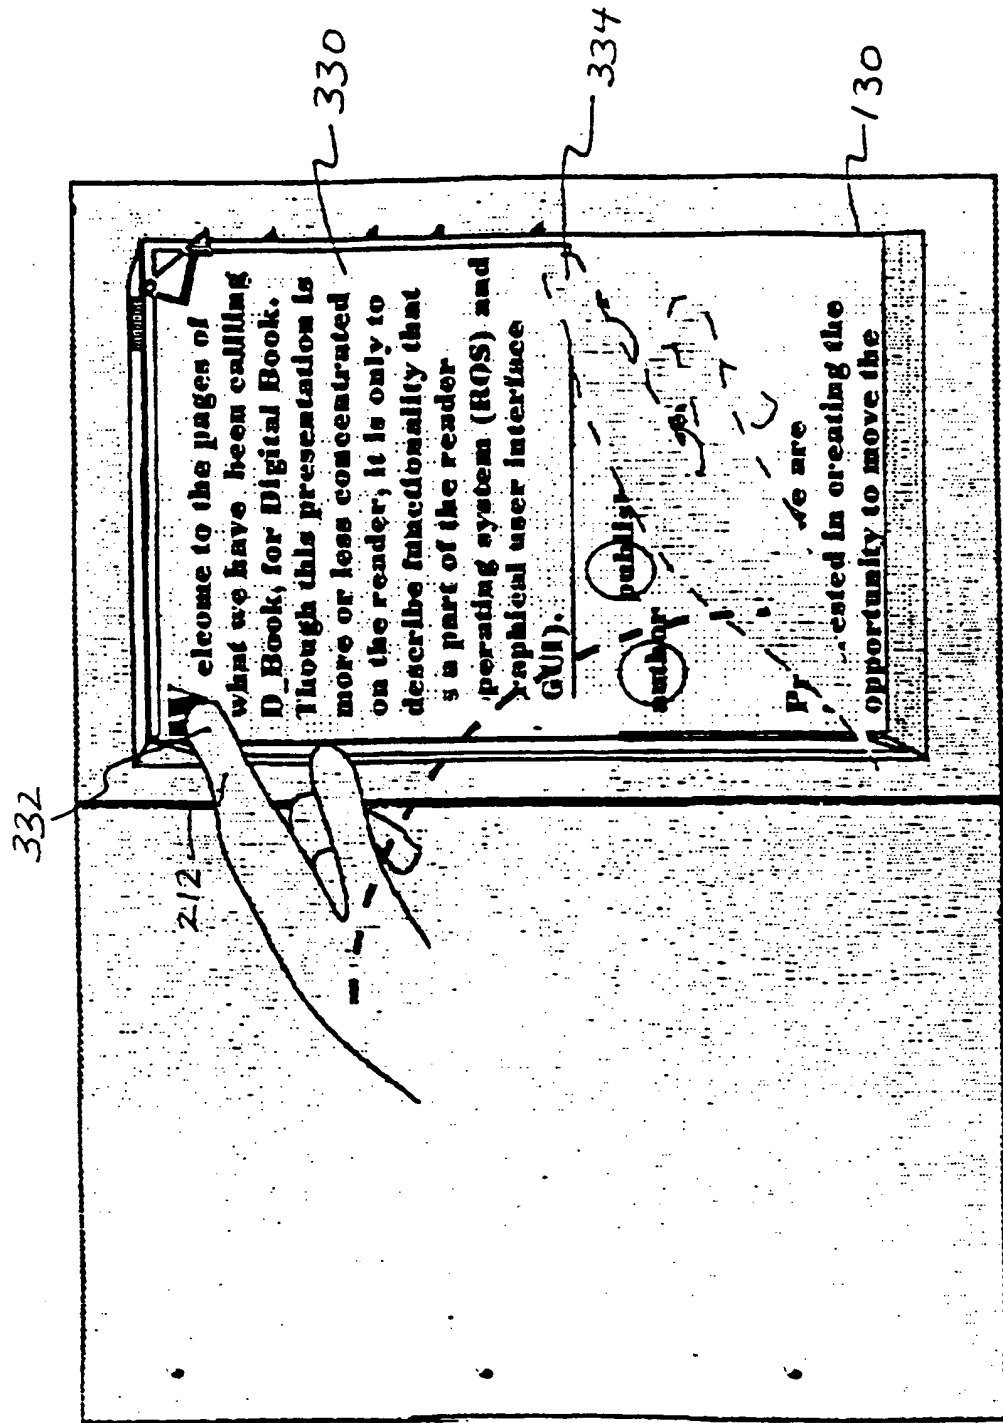 W elcome to the pages of
what we have been callling
D_Book, for Digital Book.
Though this presentation is
more or less concentrated
on the reader, it is only to
describe functionality that
s a part of the reader
perating system (ROS) and
raphical user interface
GUI).
author publis
we are
ested in creating the
opportunity to move the
330
334
130
332
212